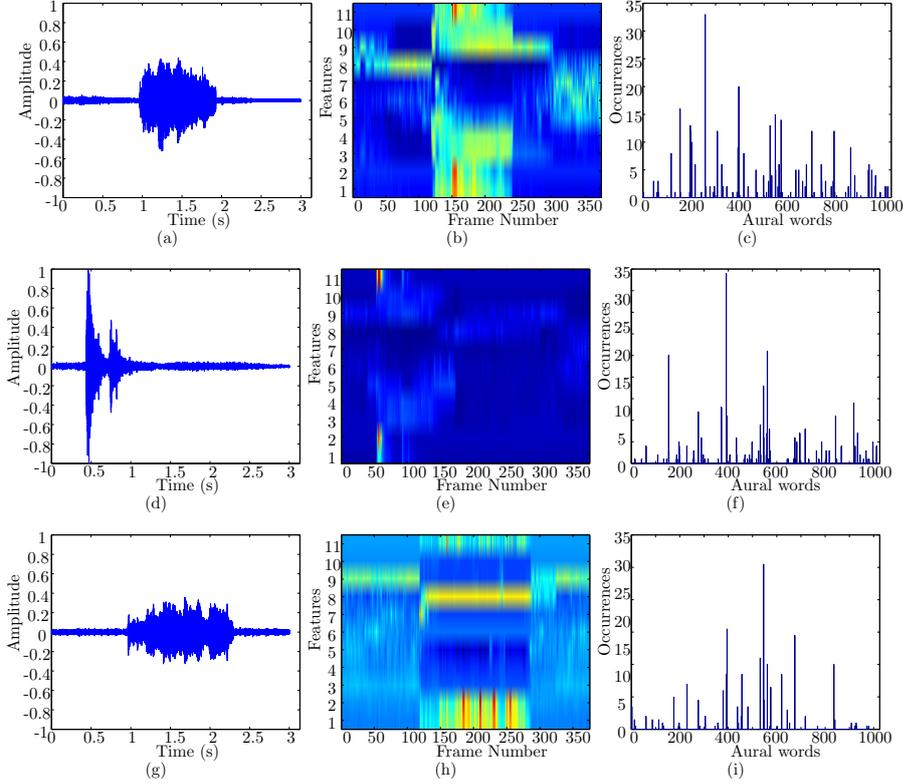 1
0.8
0.6
0.4
0.2
0
-0.2
-0.4
-0.6
-0.8
-1
Amplitude
0 0.5 1 1.5 2 2.5 3
Time (s)
(a)
11
10
9
8
7
6
5
4
3
2
1
Features
0 50 100 150 200 250 300 350
Frame Number
(b)
35
30
25
20
15
10
5
0
Occurrences
0 200 400 600 800 1000
Aural words
(c)
1
0.8
0.6
0.4
0.2
0
-0.2
-0.4
-0.6
-0.8
-1
Amplitude
0 0.5 1 1.5 2 2.5 3
Time (s)
(d)
11
10
9
8
7
6
5
4
3
2
1
Features
0 50 100 150 200 250 300 350
Frame Number
(e)
35
30
25
20
15
10
5
0
Occurrences
0 200 400 600 800 1000
Aural words
(f)
1
0.8
0.6
0.4
0.2
0
-0.2
-0.4
-0.6
-0.8
-1
Amplitude
0 0.5 1 1.5 2 2.5 3
Time (s)
(g)
11
10
9
8
7
6
5
4
3
2
1
Features
0 50 100 150 200 250 300 350
Frame Number
(h)
35
30
25
20
15
10
5
0
Occurrences
0 200 400 600 800 1000
Aural words
(i)